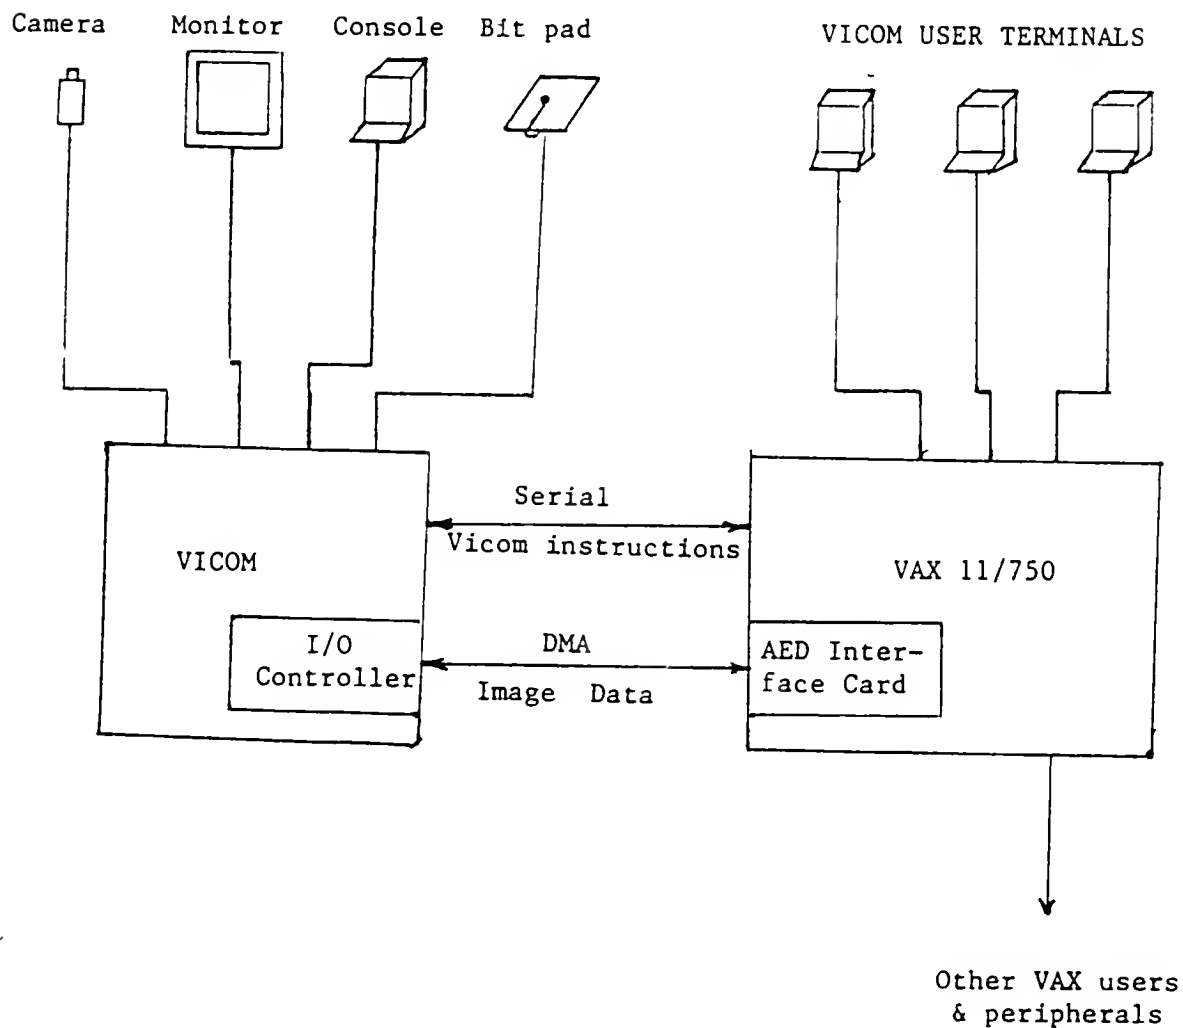 Camera Monitor Console Bit pad
VICOM USER TERMINALS
Serial
Vicom instructions
VICOM
VAX 11/750
I/O
Controller
DMA
Image Data
AED Inter-
face Card
Other VAX users
& peripherals